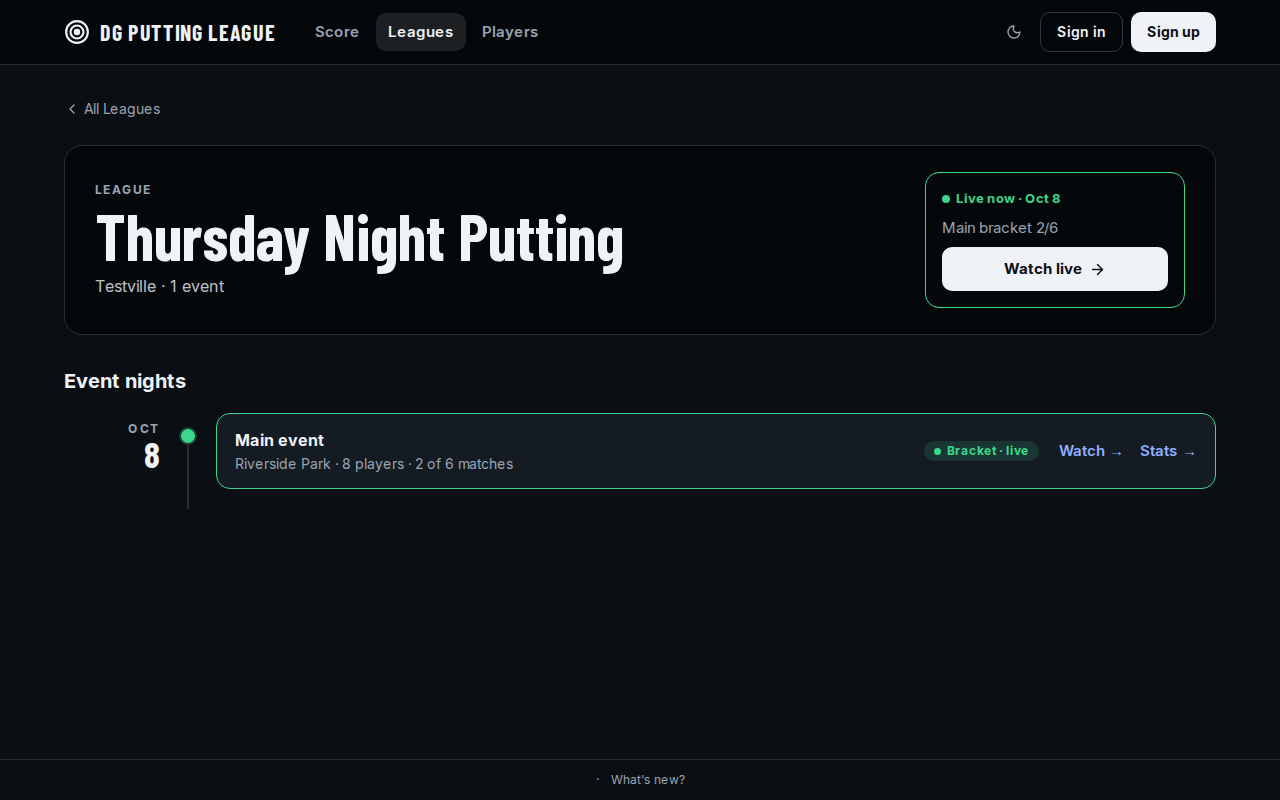 DG PUTTING LEAGUE
Score
Leagues
Players
Sign in
Sign up
All Leagues
LEAGUE
Thursday Night Putting
Testville · 1 event
Live now · Oct 8
Main bracket 2/6
Watch live →
Event nights
OCT
8
Main event
Riverside Park · 8 players · 2 of 6 matches
Bracket · live
Watch →
Stats →
· What's new?